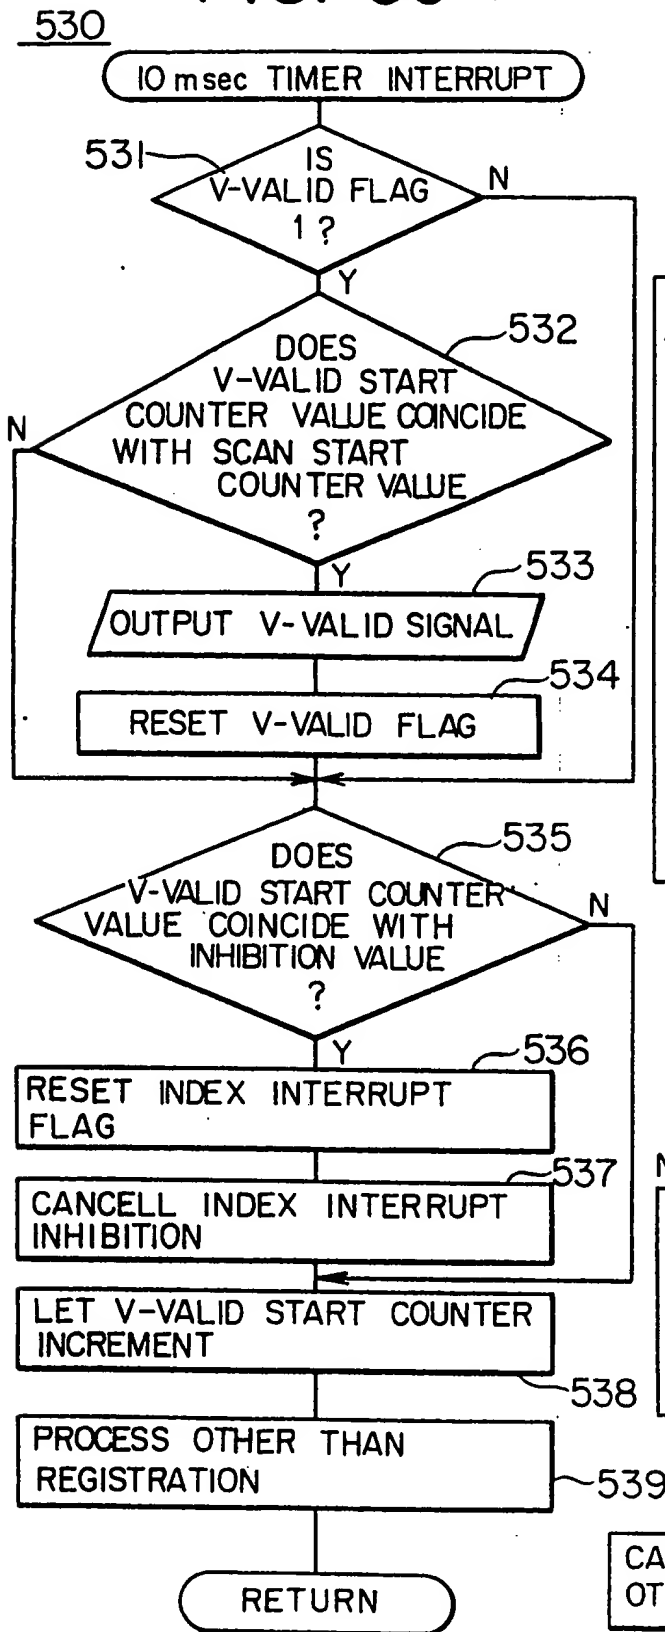 530
10 msec TIMER INTERRUPT
531
IS
V-VALID FLAG
1 ?
N
Y
532
DOES
V-VALID START
COUNTER VALUE COINCIDE
WITH SCAN START
COUNTER VALUE
?
N
Y
533
OUTPUT V-VALID SIGNAL
534
RESET V-VALID FLAG
535
DOES
V-VALID START COUNTER
VALUE COINCIDE WITH
INHIBITION VALUE
?
N
Y
536
RESET INDEX INTERRUPT
FLAG
537
CANCELL INDEX INTERRUPT
INHIBITION
N
LET V-VALID START COUNTER
INCREMENT
538
PROCESS OTHER THAN
REGISTRATION
539
RETURN
CA
OT